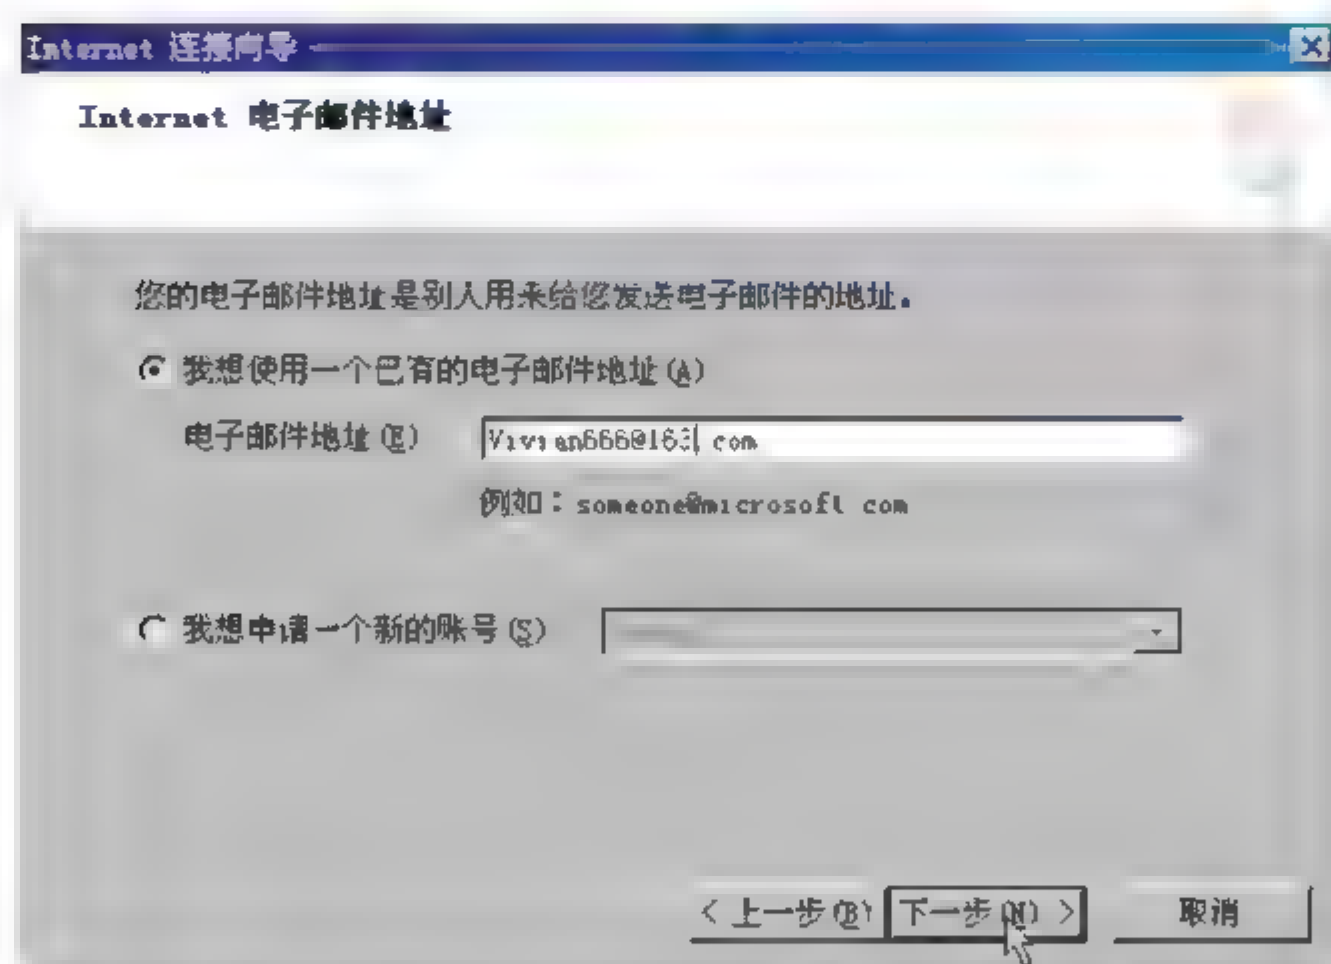 Internet 连接向导
Internet 电子邮件地址
您的电子邮件地址是别人用来给您发送电子邮件的地址。
我想使用一个已有的电子邮件地址(A)
电子邮件地址(E)
Vivian666@163.com
例如：someone@microsoft.com
我想申请一个新的账号(S)
< 上一步(B) 下一步(N) > 取消